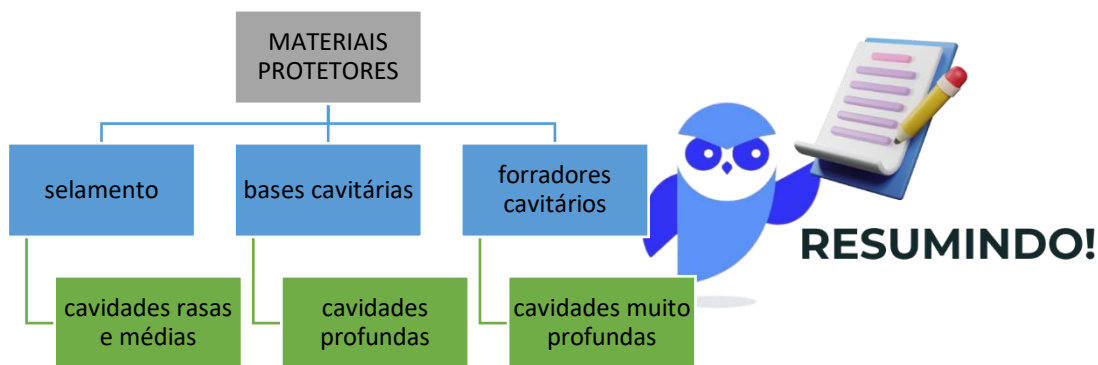 MATERIAIS
PROTETORES
selamento
bases cavitárias
forradores
cavitários
cavidades rasas
e médias
cavidades
profundas
cavidades muito
profundas
RESUMINDO!